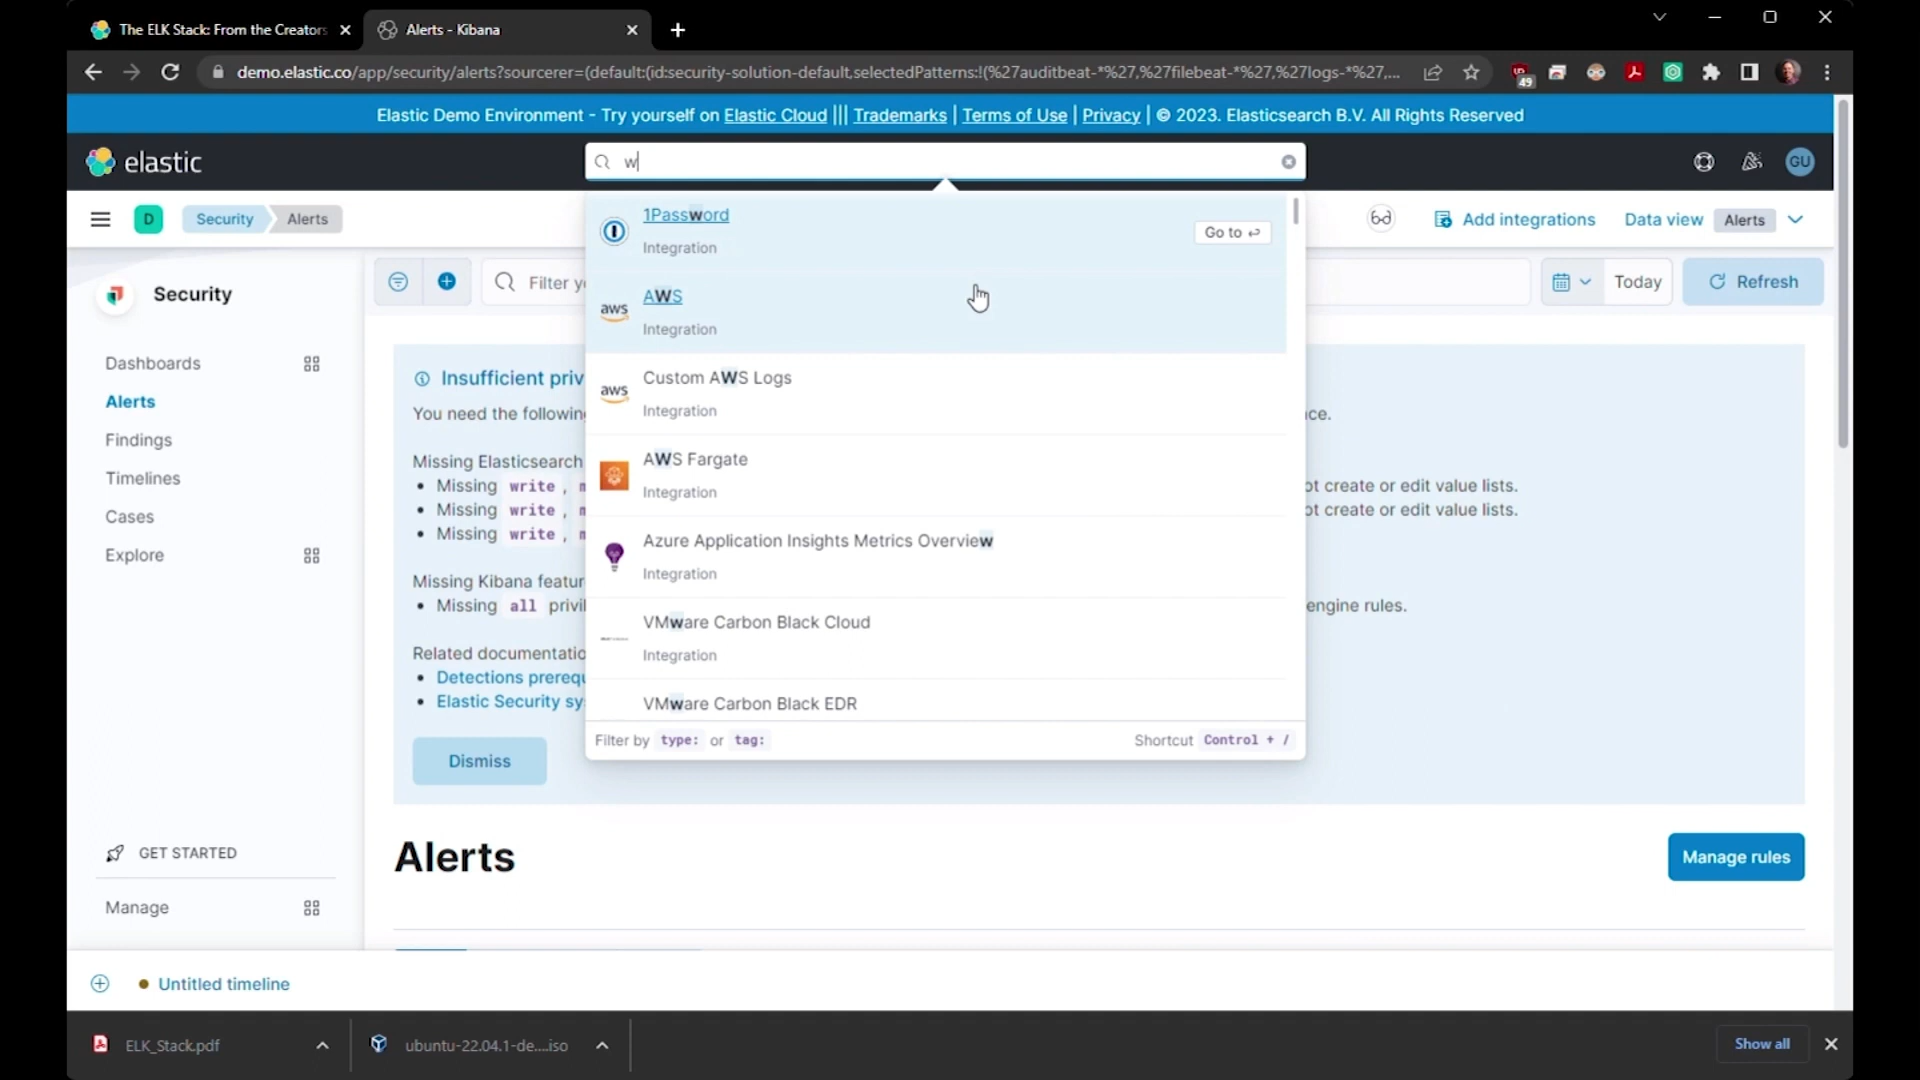 The ELK Stack: From the Creators
Alerts - Kibana
demo.elastic.co/app/security/alerts?sourcerer=(default:(id:security-solution-default,selectedPatterns:!(%27auditbeat-*%27,%27filebeat-*%27,%27logs-*%27,...
49
Elastic Demo Environment - Try yourself on Elastic Cloud ||| Trademarks | Terms of Use | Privacy | © 2023. Elasticsearch B.V. All Rights Reserved
elastic
w
GU
D
Security
Alerts
Add integrations
Data view
Alerts
1Password
Integration
Go to
Filter y
Today
Refresh
Security
aws
AWS
Integration
Dashboards
Alerts
Findings
Timelines
Cases
Explore
Insufficient priv
You need the followin
ce.
Missing Elasticsearch
• Missing write ,
ot create or edit value lists.
• Missing write ,
ot create or edit value lists.
• Missing write ,
Missing Kibana featur
• Missing all privil
engine rules.
Related documentatio
• Detections prerequ
• Elastic Security sy
Dismiss
aws
Custom AWS Logs
Integration
AWS Fargate
Integration
Azure Application Insights Metrics Overview
Integration
VMware Carbon Black Cloud
Integration
VMware Carbon Black EDR
Filter by type: or tag:
Shortcut Control + /
GET STARTED
Manage
Alerts
Manage rules
Untitled timeline
ELK_Stack.pdf
ubuntu-22.04.1-de....iso
Show all